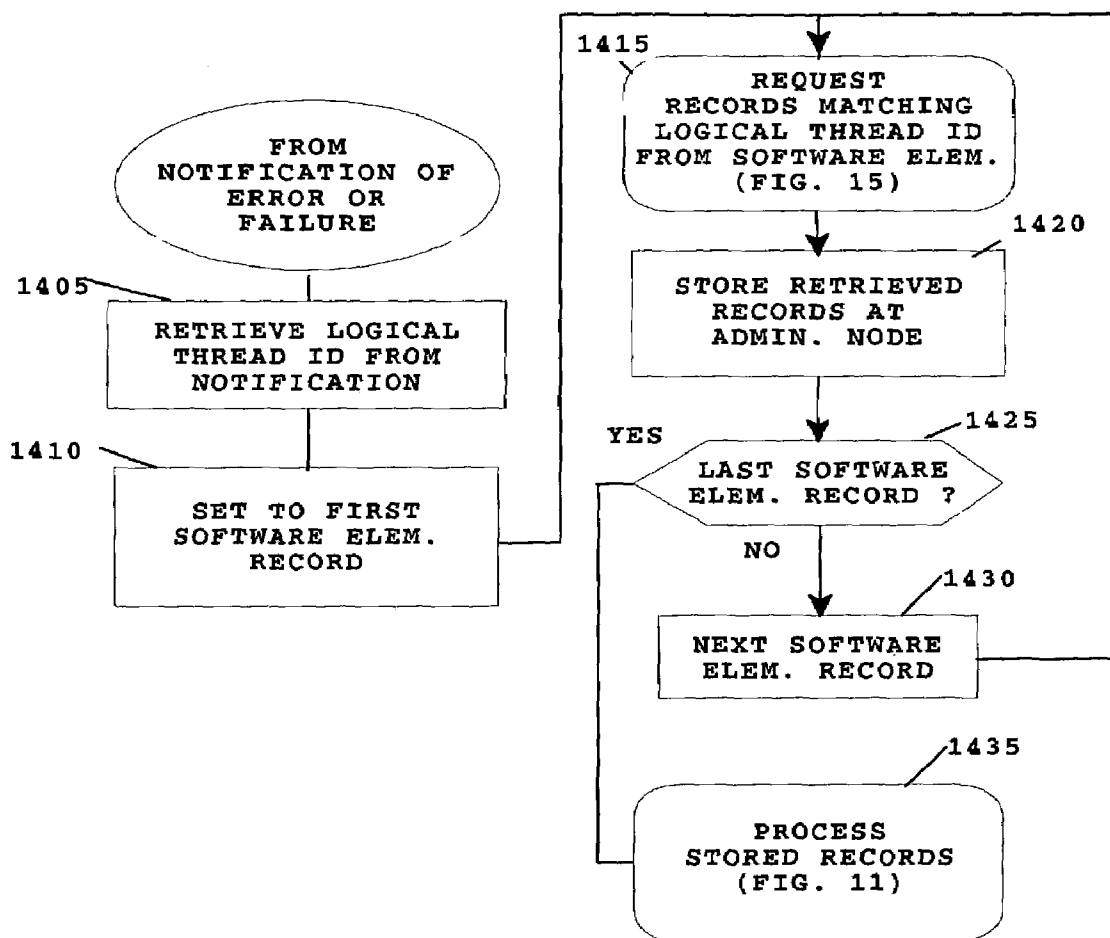 FROM
NOTIFICATION OF
ERROR OR
FAILURE
1405
RETRIEVE LOGICAL
THREAD ID FROM
NOTIFICATION
1410
SET TO FIRST
SOFTWARE ELEM.
RECORD
1415
REQUEST
RECORDS MATCHING
LOGICAL THREAD ID
FROM SOFTWARE ELEM.
(FIG. 15)
1420
STORE RETRIEVED
RECORDS AT
ADMIN. NODE
1425
YES
LAST SOFTWARE
ELEM. RECORD ?
NO
1430
NEXT SOFTWARE
ELEM. RECORD
1435
PROCESS
STORED RECORDS
(FIG. 11)